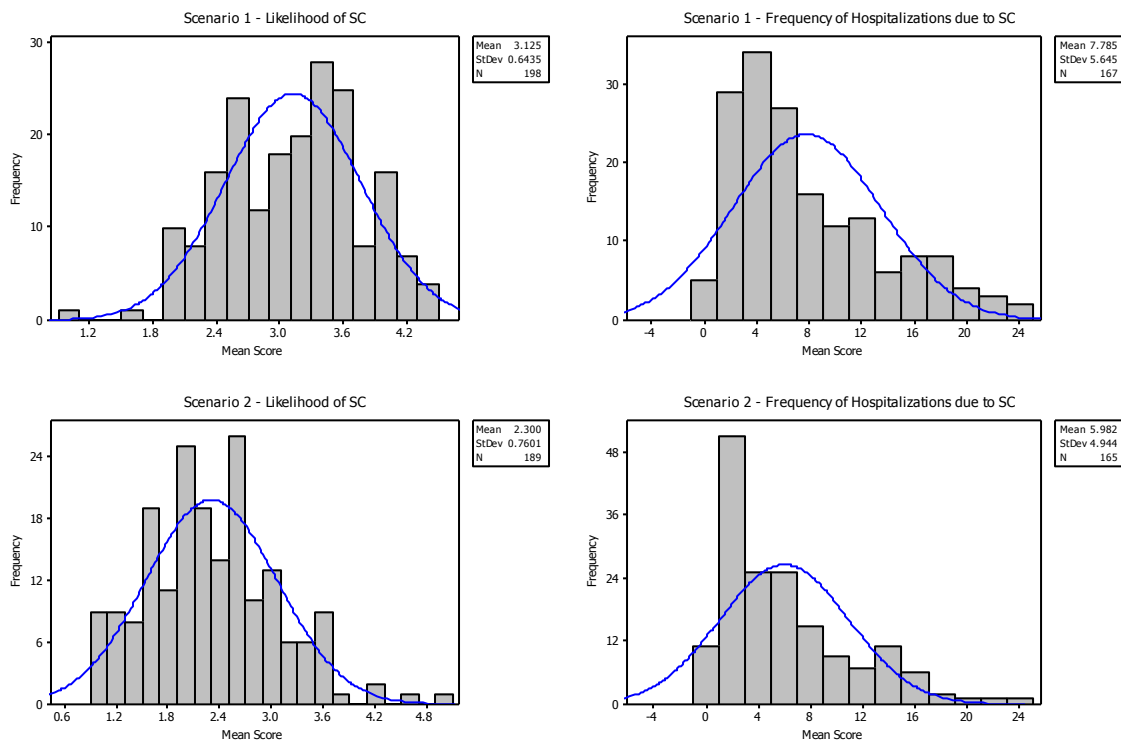 Scenario 1 - Likelihood of SC
30
20
10
0
Frequency
1.2 1.8 2.4 3.0 3.6 4.2
Mean Score
Mean 3.125
StDev 0.6435
N 198
Scenario 1 - Frequency of Hospitalizations due to SC
30
20
10
0
Frequency
-4 0 4 8 12 16 20 24
Mean Score
Mean 7.785
StDev 5.645
N 167
Scenario 2 - Likelihood of SC
24
18
12
6
0
Frequency
0.6 1.2 1.8 2.4 3.0 3.6 4.2 4.8
Mean Score
Mean 2.300
StDev 0.7601
N 189
Scenario 2 - Frequency of Hospitalizations due to SC
48
36
24
12
0
Frequency
-4 0 4 8 12 16 20 24
Mean Score
Mean 5.982
StDev 4.944
N 165